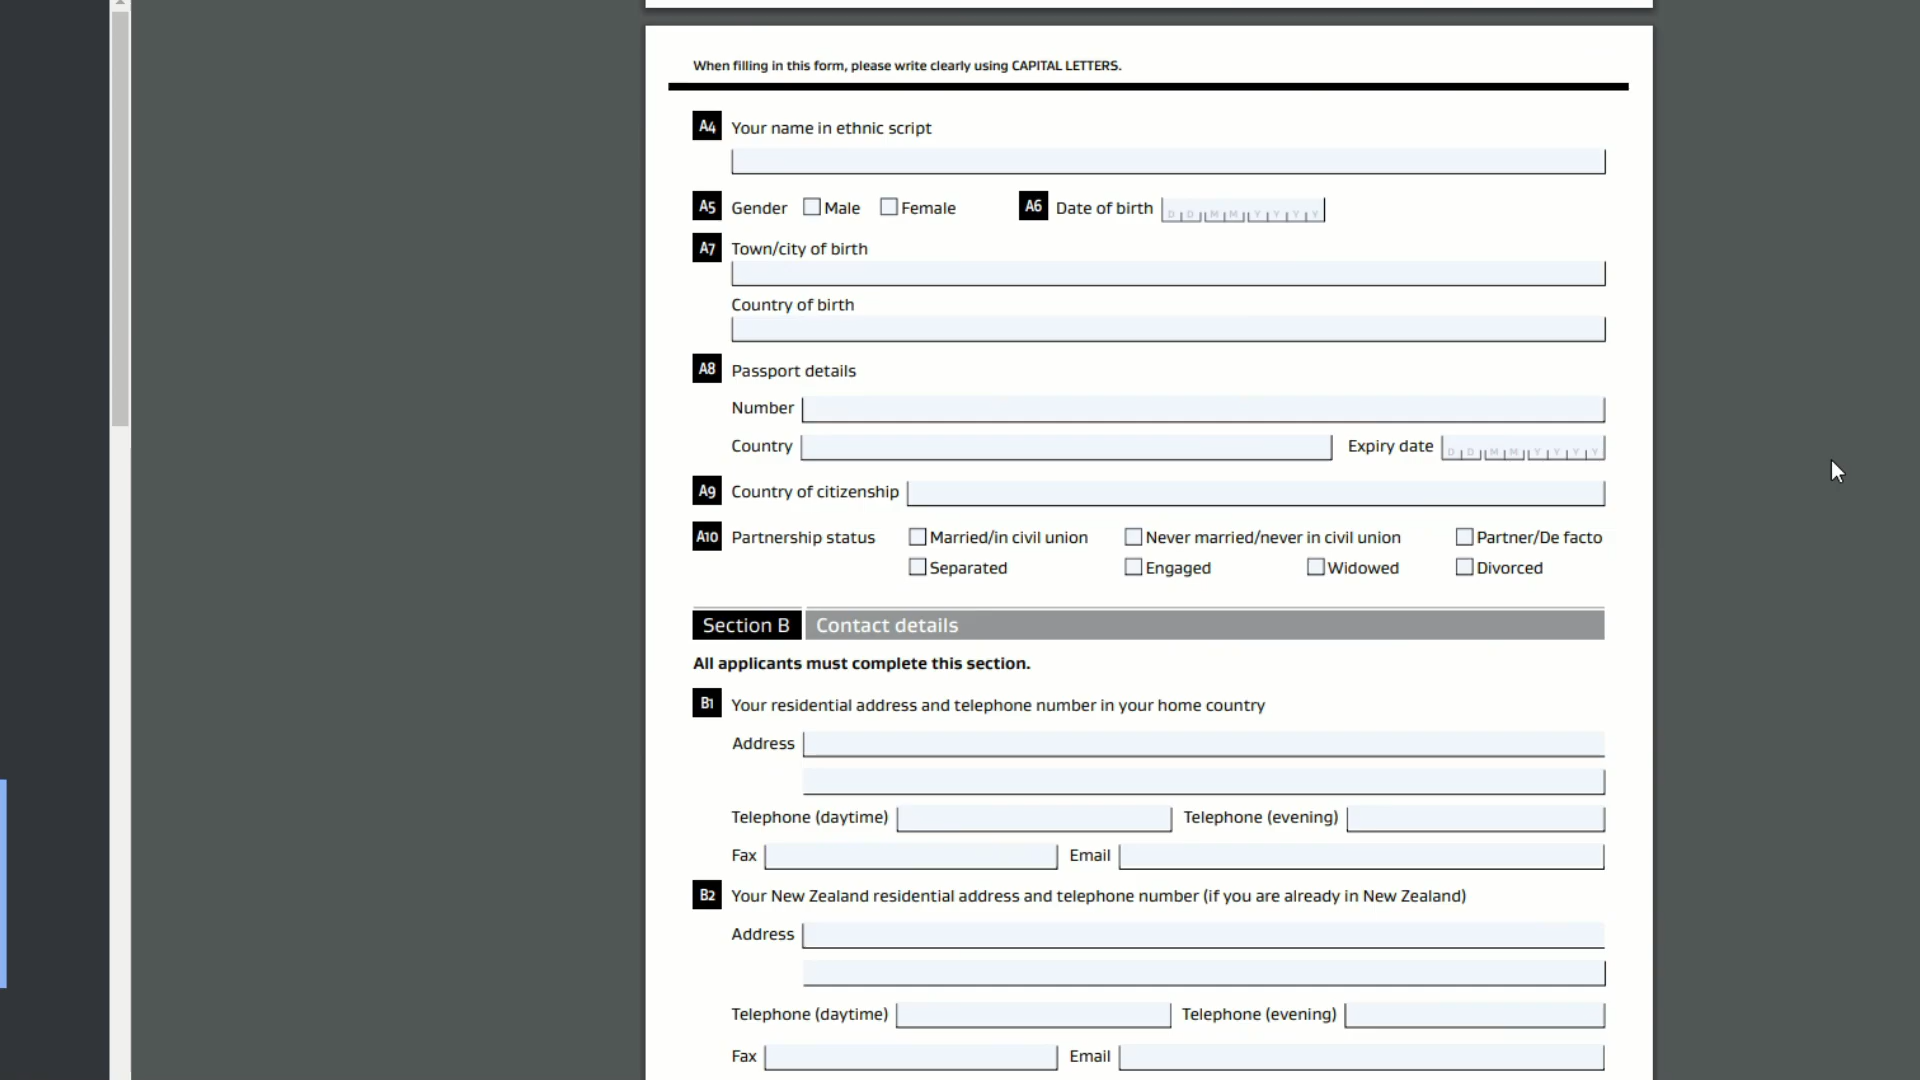 When filling in this form, please write clearly using CAPITAL LETTERS.
A4 Your name in ethnic script
A5 Gender Male Female A6 Date of birth D D M M Y Y Y Y
A7 Town/city of birth
Country of birth
A8 Passport details
Number
Country Expiry date D D M M Y Y Y Y
A9 Country of citizenship
A10 Partnership status Married/in civil union Never married/never in civil union Partner/De facto
Separated Engaged Widowed Divorced
Section B Contact details
All applicants must complete this section.
B1 Your residential address and telephone number in your home country
Address
Telephone (daytime) Telephone (evening)
Fax Email
B2 Your New Zealand residential address and telephone number (if you are already in New Zealand)
Address
Telephone (daytime) Telephone (evening)
Fax Email